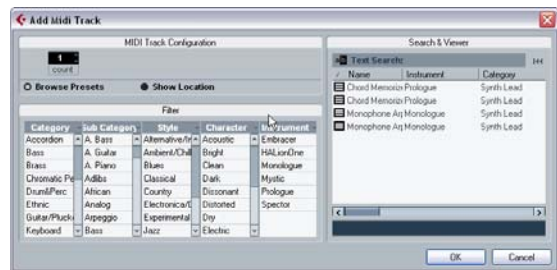 Add Midi Track
MIDI Track Configuration
1
count
Browse Presets
Show Location
Filter
Category
Sub Category
Style
Character
Instrument
Accordion
A. Bass
Alternative/In
Acoustic
Embracer
Bass
A. Guitar
Ambient/Chill
Bright
HALionOne
Brass
A. Piano
Blues
Clean
Monologue
Chromatic Pe
Adlibs
Classical
Dark
Mystic
Drum&Perc
African
Country
Dissonant
Prologue
Ethnic
Analog
Electronica/D
Distorted
Spector
Guitar/Plucke
Arpeggio
Experimental
Dry
Keyboard
Bass
Jazz
Electric
Search & Viewer
Text Search:
Name
Instrument
Category
Chord Memoriz
Prologue
Synth Lead
Chord Memoriz
Prologue
Synth Lead
Monophone Arp
Monologue
Synth Lead
Monophone Arp
Monologue
Synth Lead
OK
Cancel